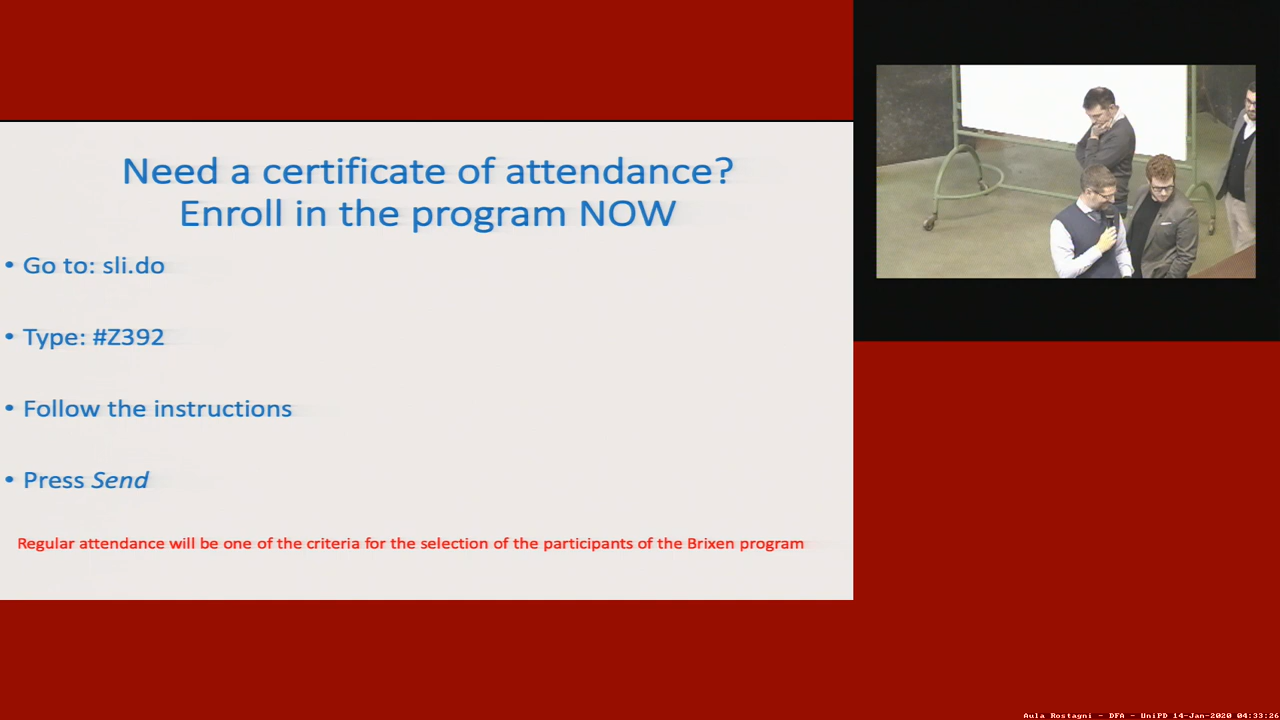 Need a certificate of attendance?
Enroll in the program NOW
• Go to: sli.do
• Type: #Z392
• Follow the instructions
• Press Send
Regular attendance will be one of the criteria for the selection of the participants of the Brixen program
Aula Rostagni - DFA - UniPD 14-Jan-2020 04:33:26